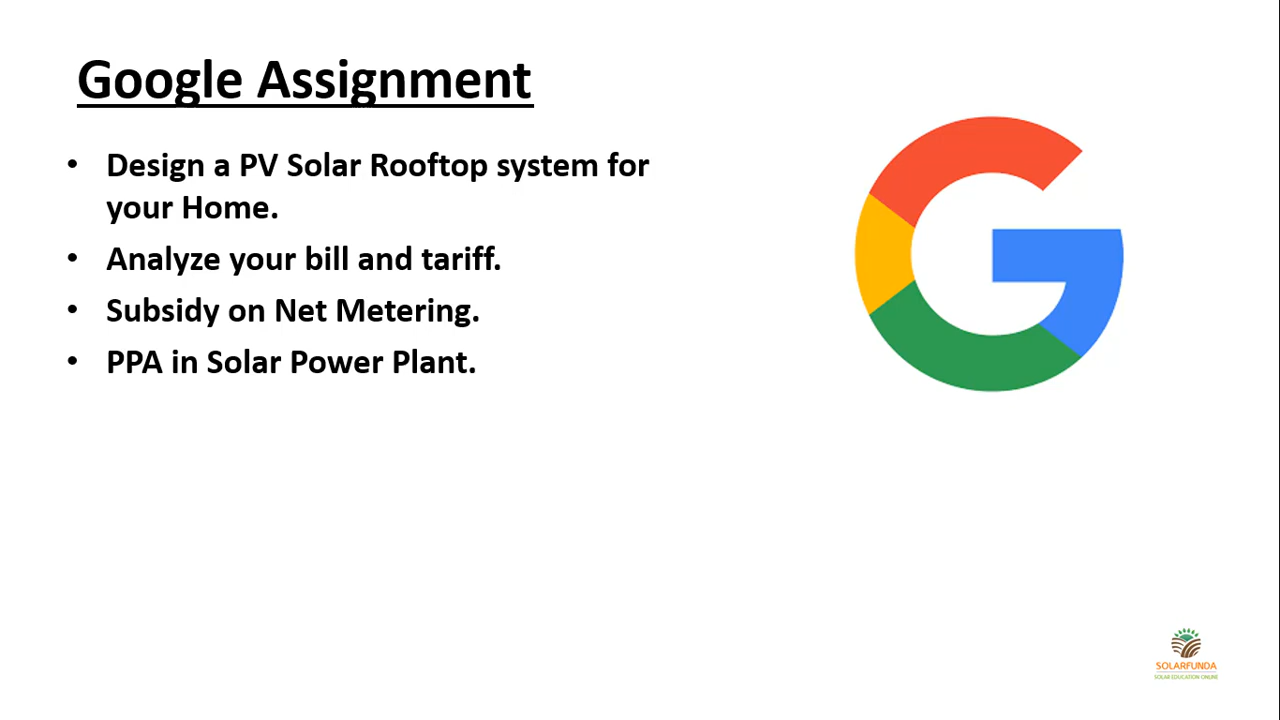 Google Assignment
• Design a PV Solar Rooftop system for
your Home.
• Analyze your bill and tariff.
• Subsidy on Net Metering.
• PPA in Solar Power Plant.
SOLARFUNDA
SOLAR EDUCATION ONLINE